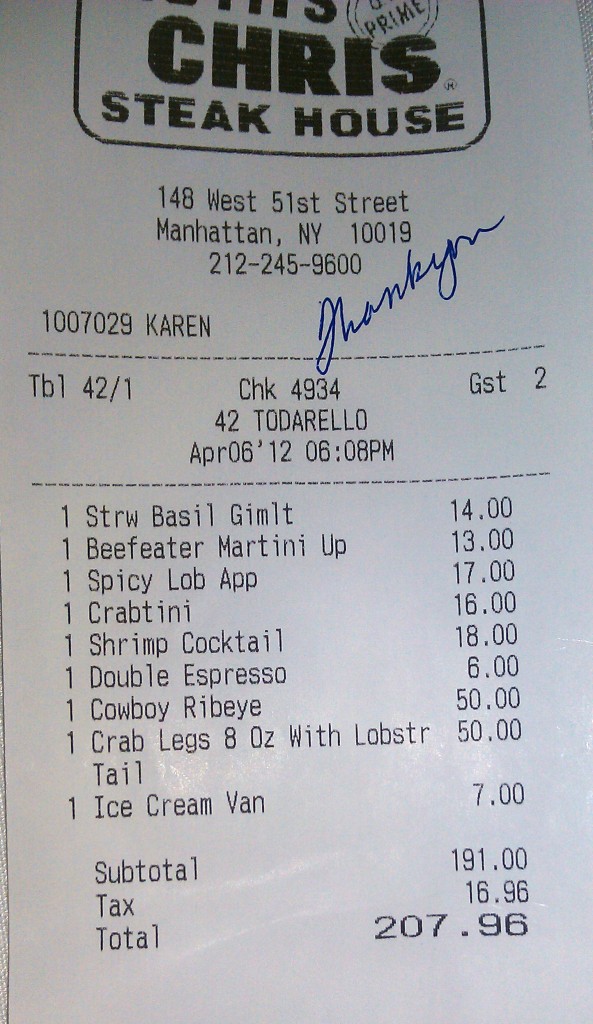 CHRIS
PRIME
STEAK HOUSE
148 West 51st Street
Manhattan, NY 10019
212-245-9600
Thank you
1007029 KAREN
Tbl 42/1 Chk 4934 Gst 2
42 TODARELLO
Apr06'12 06:08PM
1 Strw Basil Gimlt 14.00
1 Beefeater Martini Up 13.00
1 Spicy Lob App 17.00
1 Crabtini 16.00
1 Shrimp Cocktail 18.00
1 Double Espresso 6.00
1 Cowboy Ribeye 50.00
1 Crab Legs 8 Oz With Lobstr 50.00
Tail
1 Ice Cream Van 7.00
Subtotal 191.00
Tax 16.96
Total 207.96